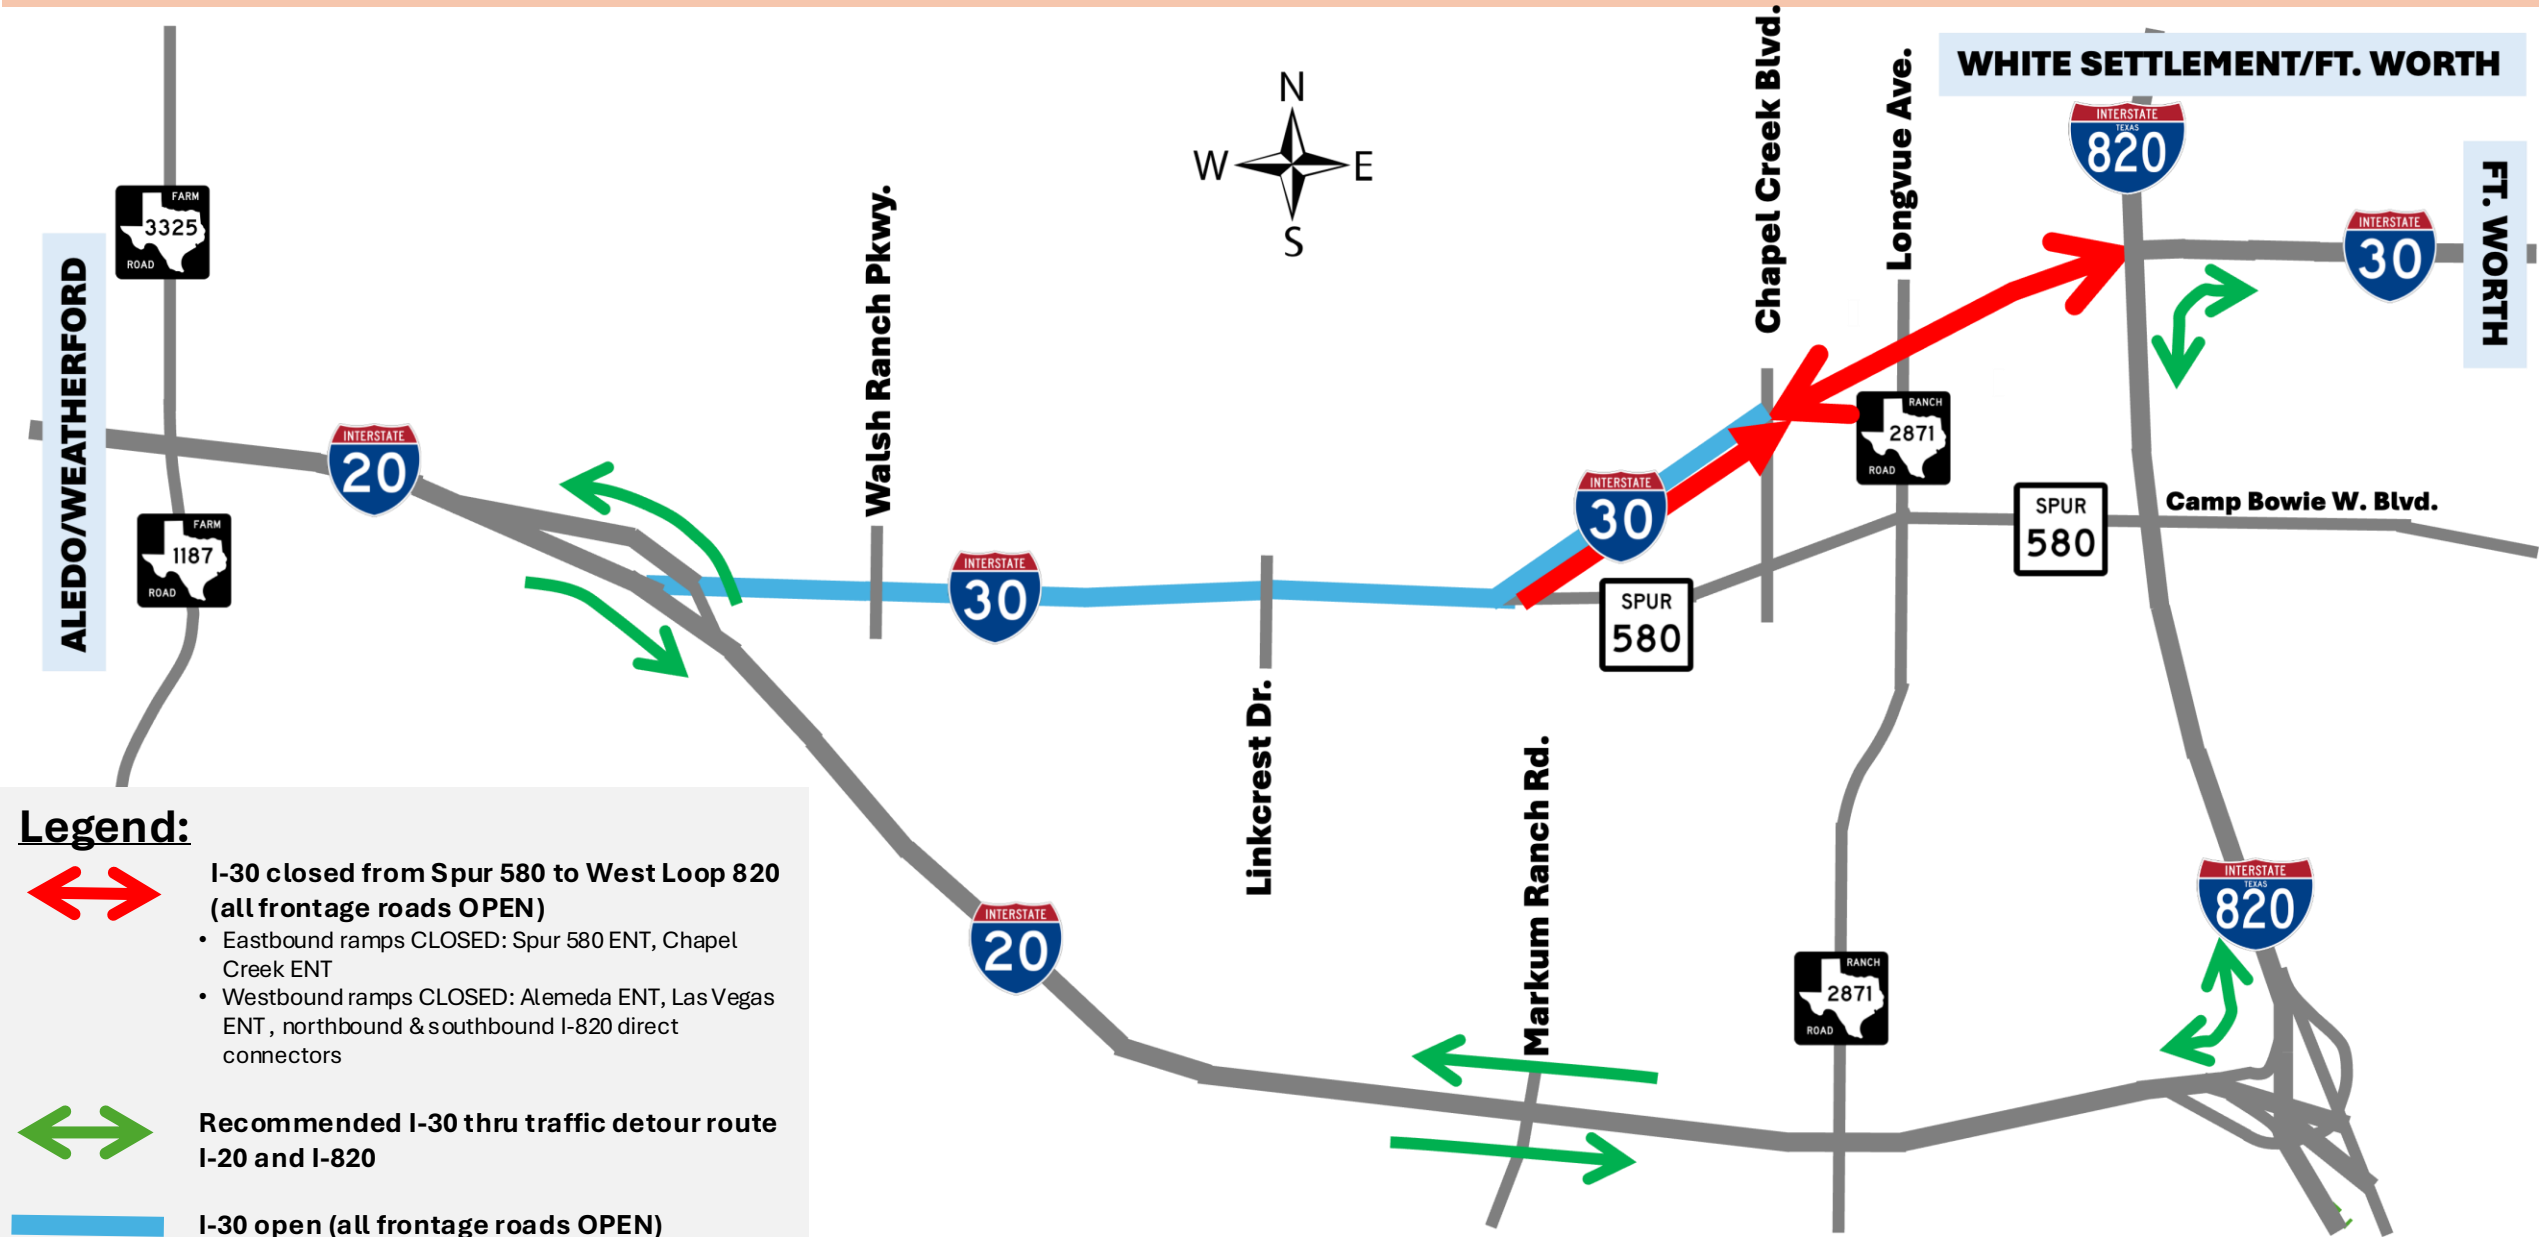 WHITE SETTLEMENT/FT. WORTH
Chapel Creek Blvd.
Longvue Ave.
N
W
E
S
INTERSTATE
TEXAS
820
FT. WORTH
INTERSTATE
30
FARM
3325
ROAD
ALEDO/WEATHERFORD
Walsh Ranch Pkwy.
INTERSTATE
20
FARM
1187
ROAD
INTERSTATE
30
INTERSTATE
30
RANCH
2871
ROAD
SPUR
580
Camp Bowie W. Blvd.
SPUR
580
Linkcrest Dr.
Markum Ranch Rd.
INTERSTATE
TEXAS
820
INTERSTATE
20
RANCH
2871
ROAD
Legend:
I-30 closed from Spur 580 to West Loop 820
(all frontage roads OPEN)
• Eastbound ramps CLOSED: Spur 580 ENT, Chapel
Creek ENT
• Westbound ramps CLOSED: Alemeda ENT, Las Vegas
ENT, northbound & southbound I-820 direct
connectors
Recommended I-30 thru traffic detour route
I-20 and I-820
I-30 open (all frontage roads OPEN)